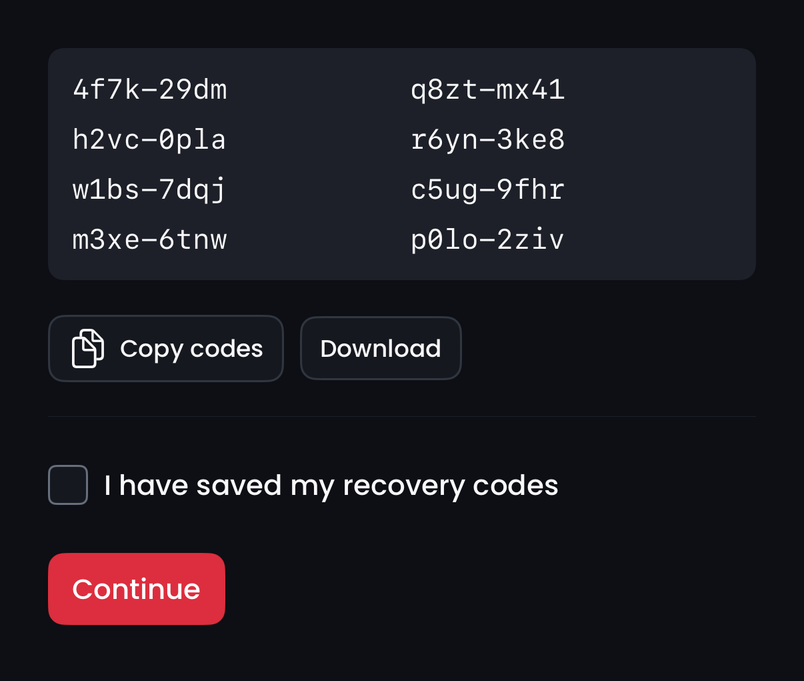 4f7k-29dm q8zt-mx41
h2vc-0pla r6yn-3ke8
w1bs-7dqj c5ug-9fhr
m3xe-6tnw p0lo-2ziv
Copy codes Download
I have saved my recovery codes
Continue